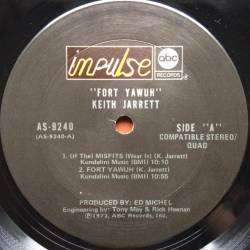 impulse
abc
RECORDS
"FORT YAWUH"
KEITH JARRETT
AS-9240
(AS-9240-A)
SIDE "A"
COMPATIBLE STEREO/
QUAD
1. (If The) MISFITS (Wear It) (K. Jarrett)
Kundalini Music (BMI) 10:10
2. FORT YAWUH (K. Jarrett)
Kundalini Music (BMI) 10:55
PRODUCED BY: ED MICHEL
Engineering by: Tony May & Rick Heenan
℗ 1973, ABC Records, Inc.